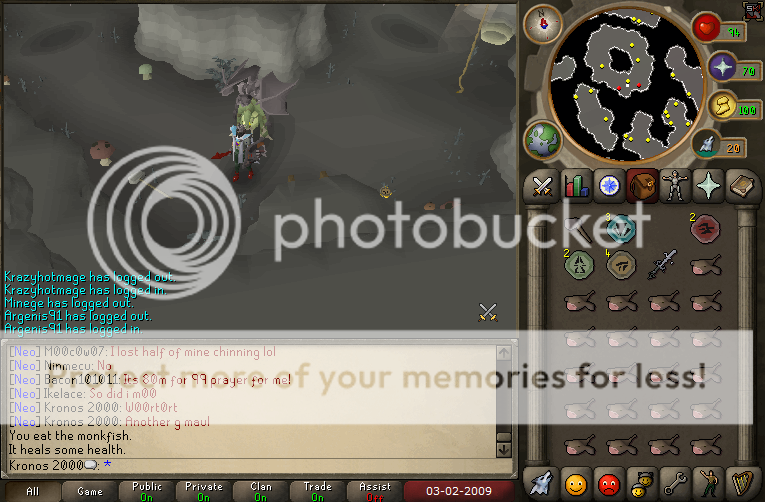 N
94
70
100
20
3
2
2
4
photobucket
Krazyhotmage has logged out.
Krazyhotmage has logged in.
Minege has logged out.
Argenis91 has logged out.
Argenis91 has logged in.
[Neo] M00c0w07: I lost half of mine chinning lol
[Neo] Ninmecu: No
[Neo] Bacon101011: Its 80m for 99 prayer for me!
[Neo] Ikelace: So did i m00
[Neo] Kronos 2000: W00rt0rt
[Neo] Kronos 2000: Another g maul
Protect more of your memories for less!
You eat the monkfish.
It heals some health.
Kronos 2000: *
All Game Public On Private On Clan On Trade On Assist Off 03-02-2009